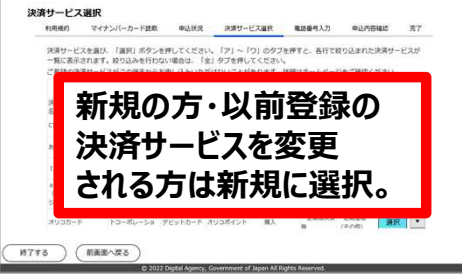 決済サービス選択
利用規約 マイナンバーカード読取 申込状況 決済サービス選択 電話番号入力 申込内容確認 完了
決済サービスを選び、「選択」ボタンを押してください。「ア」～「ワ」のタブを押すと、各行で絞り込まれた決済サービスが
一覧に表示されます。絞り込みを行わない場合は、「全」タブを押してください。
新規の方・以前登録の
決済サービスを変更
される方は新規に選択。
オリコカード トコーポレーショ デビットカード オリコポイント 購入 選択
終了する 前画面へ戻る
© 2022 Digital Agency, Government of Japan All Rights Reserved.